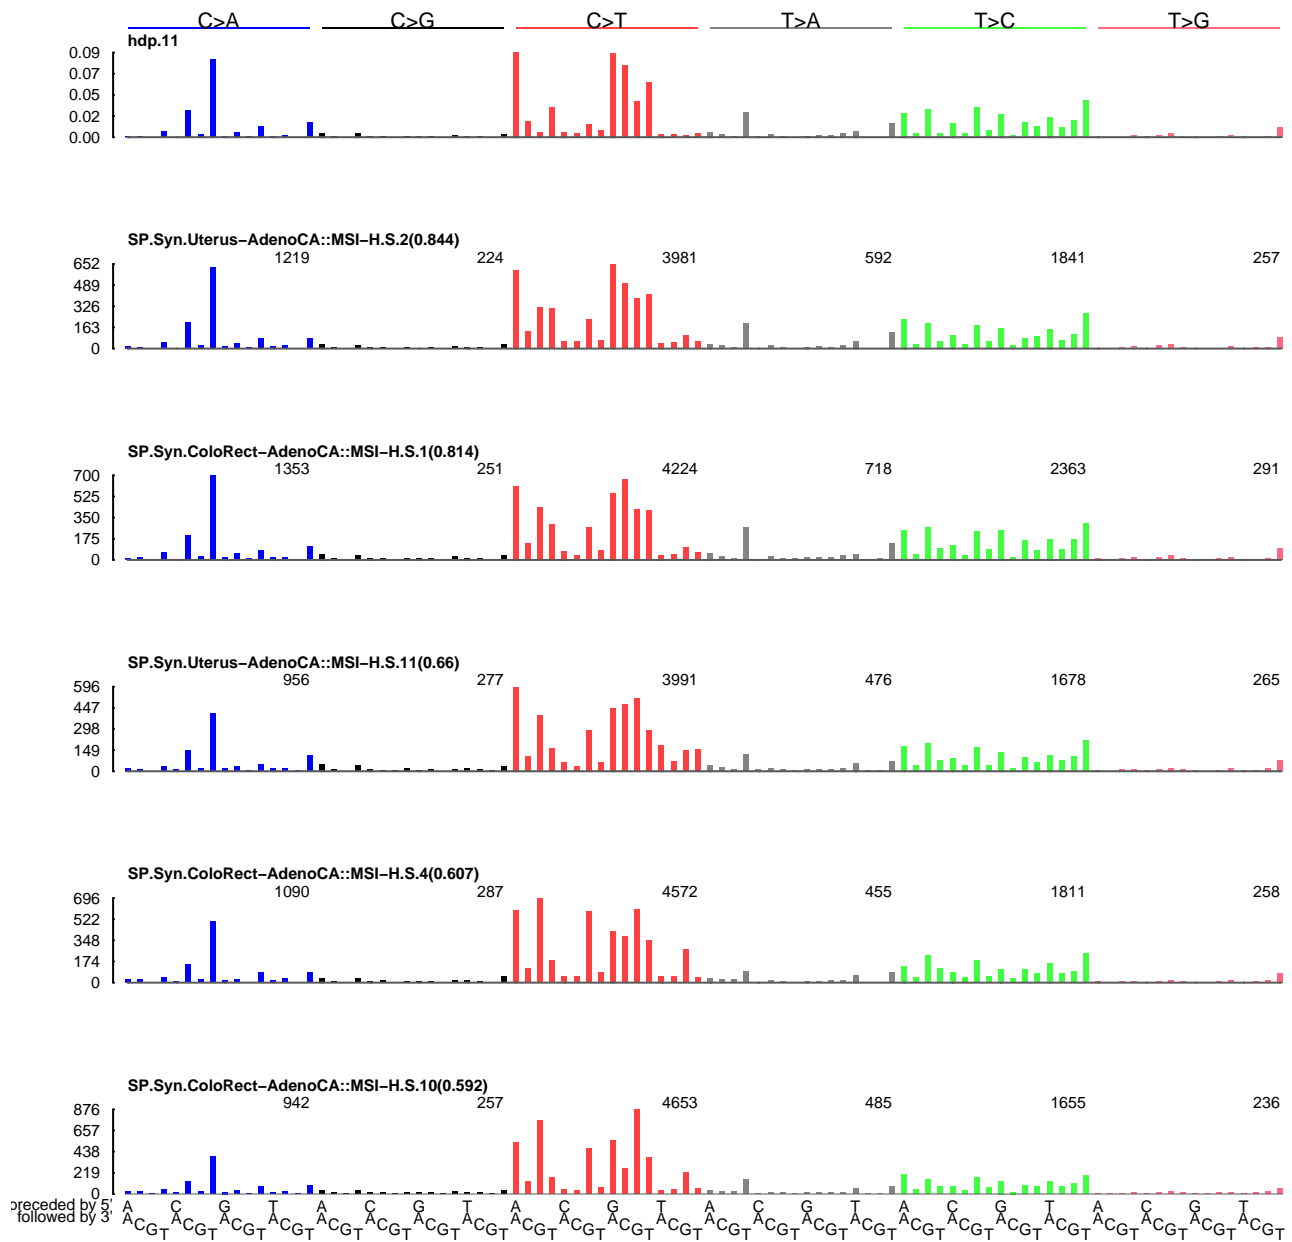 C>A C>G C>T T>A T>C T>G
hdp.11
0.09
0.07
0.05
0.02
0.00
SP.Syn.Uterus−AdenoCA::MSI−H.S.2(0.844)
1219 224 3981 592 1841 257
652
489
326
163
0
SP.Syn.ColoRect−AdenoCA::MSI−H.S.1(0.814)
1353 251 4224 718 2363 291
700
525
350
175
0
SP.Syn.Uterus−AdenoCA::MSI−H.S.11(0.66)
956 277 3991 476 1678 265
596
447
298
149
0
SP.Syn.ColoRect−AdenoCA::MSI−H.S.4(0.607)
1090 287 4572 455 1811 258
696
522
348
174
0
SP.Syn.ColoRect−AdenoCA::MSI−H.S.10(0.592)
942 257 4653 485 1655 236
876
657
438
219
0
preceded by 5' A C G T A C G T A C G T A C G T A C G T A C G T
followed by 3' A C G T A C G T A C G T A C G T A C G T A C G T A C G T A C G T A C G T A C G T A C G T A C G T A C G T A C G T A C G T A C G T A C G T A C G T A C G T A C G T A C G T A C G T A C G T A C G T